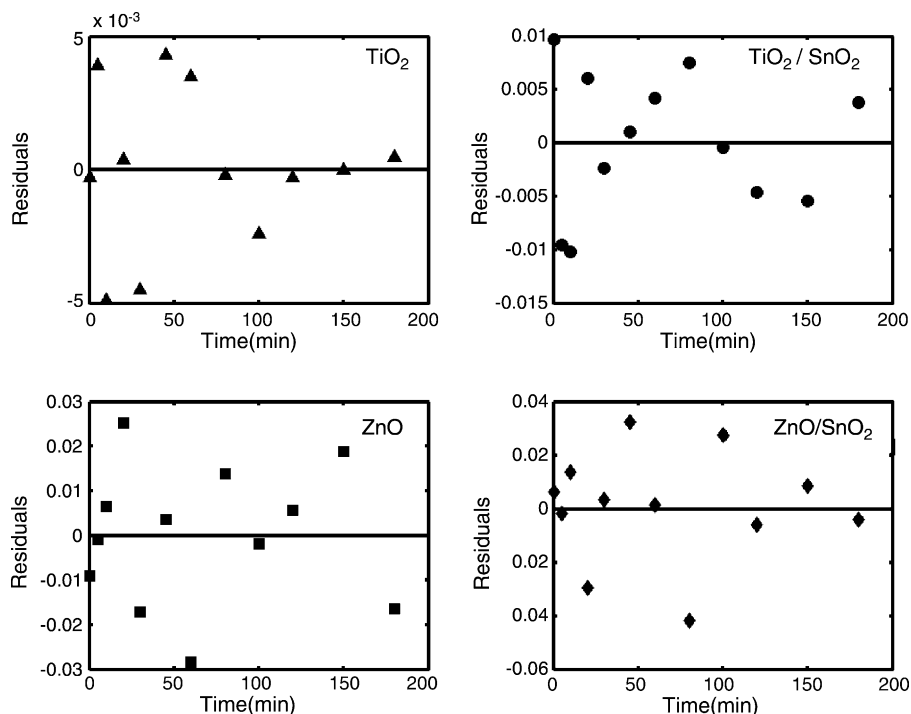 x 10⁻³
5
TiO₂
Residuals
0
-5
0 50 100 150 200
Time(min)
0.01
TiO₂ / SnO₂
0.005
0
Residuals
-0.005
-0.01
-0.015
0 50 100 150 200
Time(min)
0.03
ZnO
0.02
0.01
0
Residuals
-0.01
-0.02
-0.03
0 50 100 150 200
Time(min)
0.04
ZnO/SnO₂
0.02
0
Residuals
0.02
0.04
-0.06
0 50 100 150 200
Time(min)